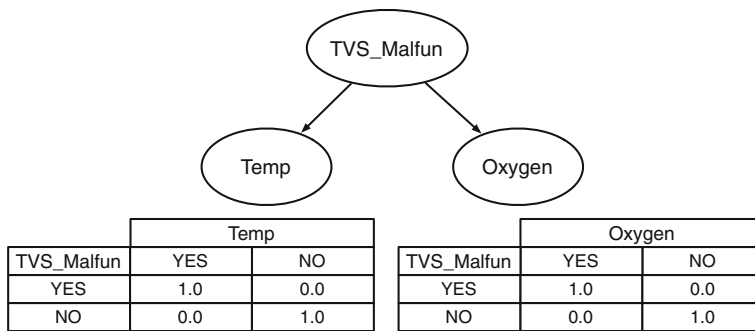 TVS_Malfun
Temp Oxygen
Temp Oxygen
TVS_Malfun YES NO TVS_Malfun YES NO
YES 1.0 0.0 YES 1.0 0.0
NO 0.0 1.0 NO 0.0 1.0